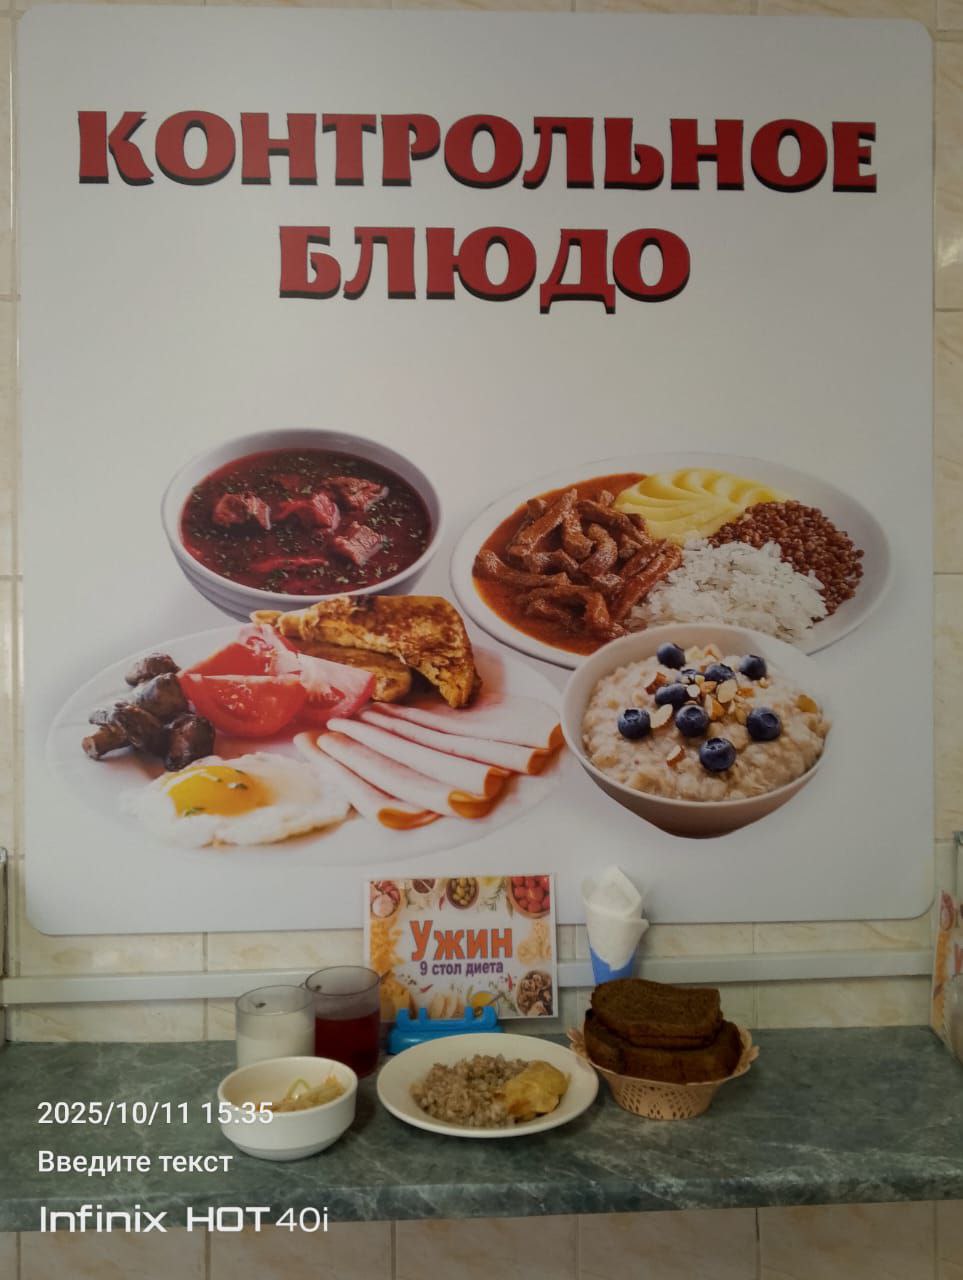 КОНТРОЛЬНОЕ
БЛЮДО
Ужин
9 стол диета
2025/10/11 15:35
Введите текст
Infinix HOT 40i